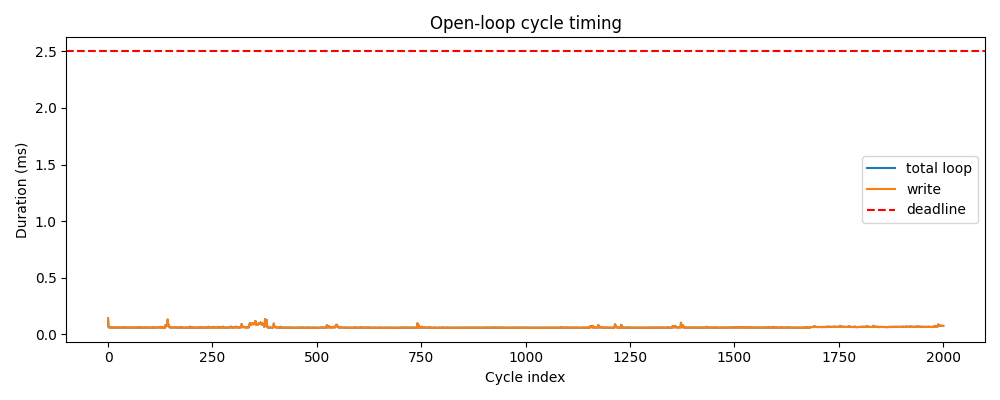 Open-loop cycle timing
Duration (ms)
2.5
2.0
1.5
1.0
0.5
0.0
total loop
write
deadline
0
250
500
750
1000
1250
1500
1750
2000
Cycle index